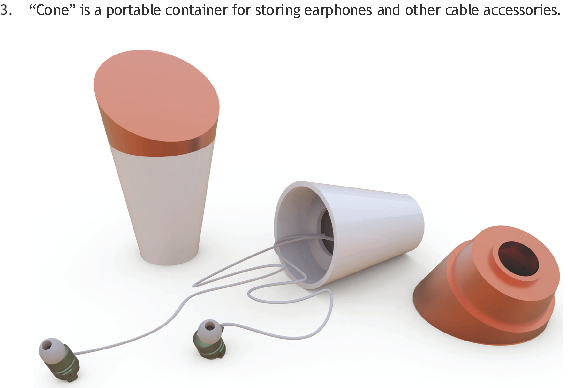 3. “Cone” is a portable container for storing earphones and other cable accessories.